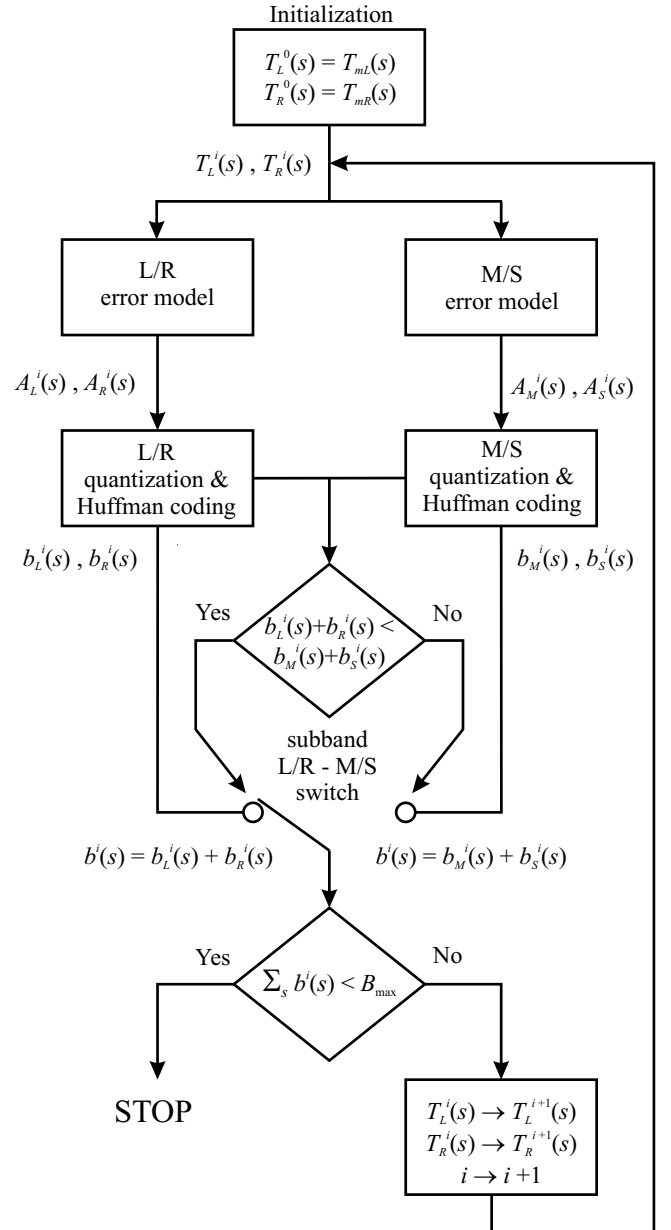 Initialization
T_L^0(s) = T_mL(s)
T_R^0(s) = T_mR(s)
T_L^i(s) , T_R^i(s)
L/R
error model
M/S
error model
A_L^i(s) , A_R^i(s)
A_M^i(s) , A_S^i(s)
L/R
quantization &
Huffman coding
M/S
quantization &
Huffman coding
b_L^i(s) , b_R^i(s)
b_M^i(s) , b_S^i(s)
Yes
No
b_L^i(s)+b_R^i(s) <
b_M^i(s)+b_S^i(s)
subband
L/R - M/S
switch
b^i(s) = b_L^i(s) + b_R^i(s)
b^i(s) = b_M^i(s) + b_S^i(s)
Yes
No
∑_s b^i(s) < B_max
STOP
T_L^i(s) → T_L^{i+1}(s)
T_R^i(s) → T_R^{i+1}(s)
i → i +1